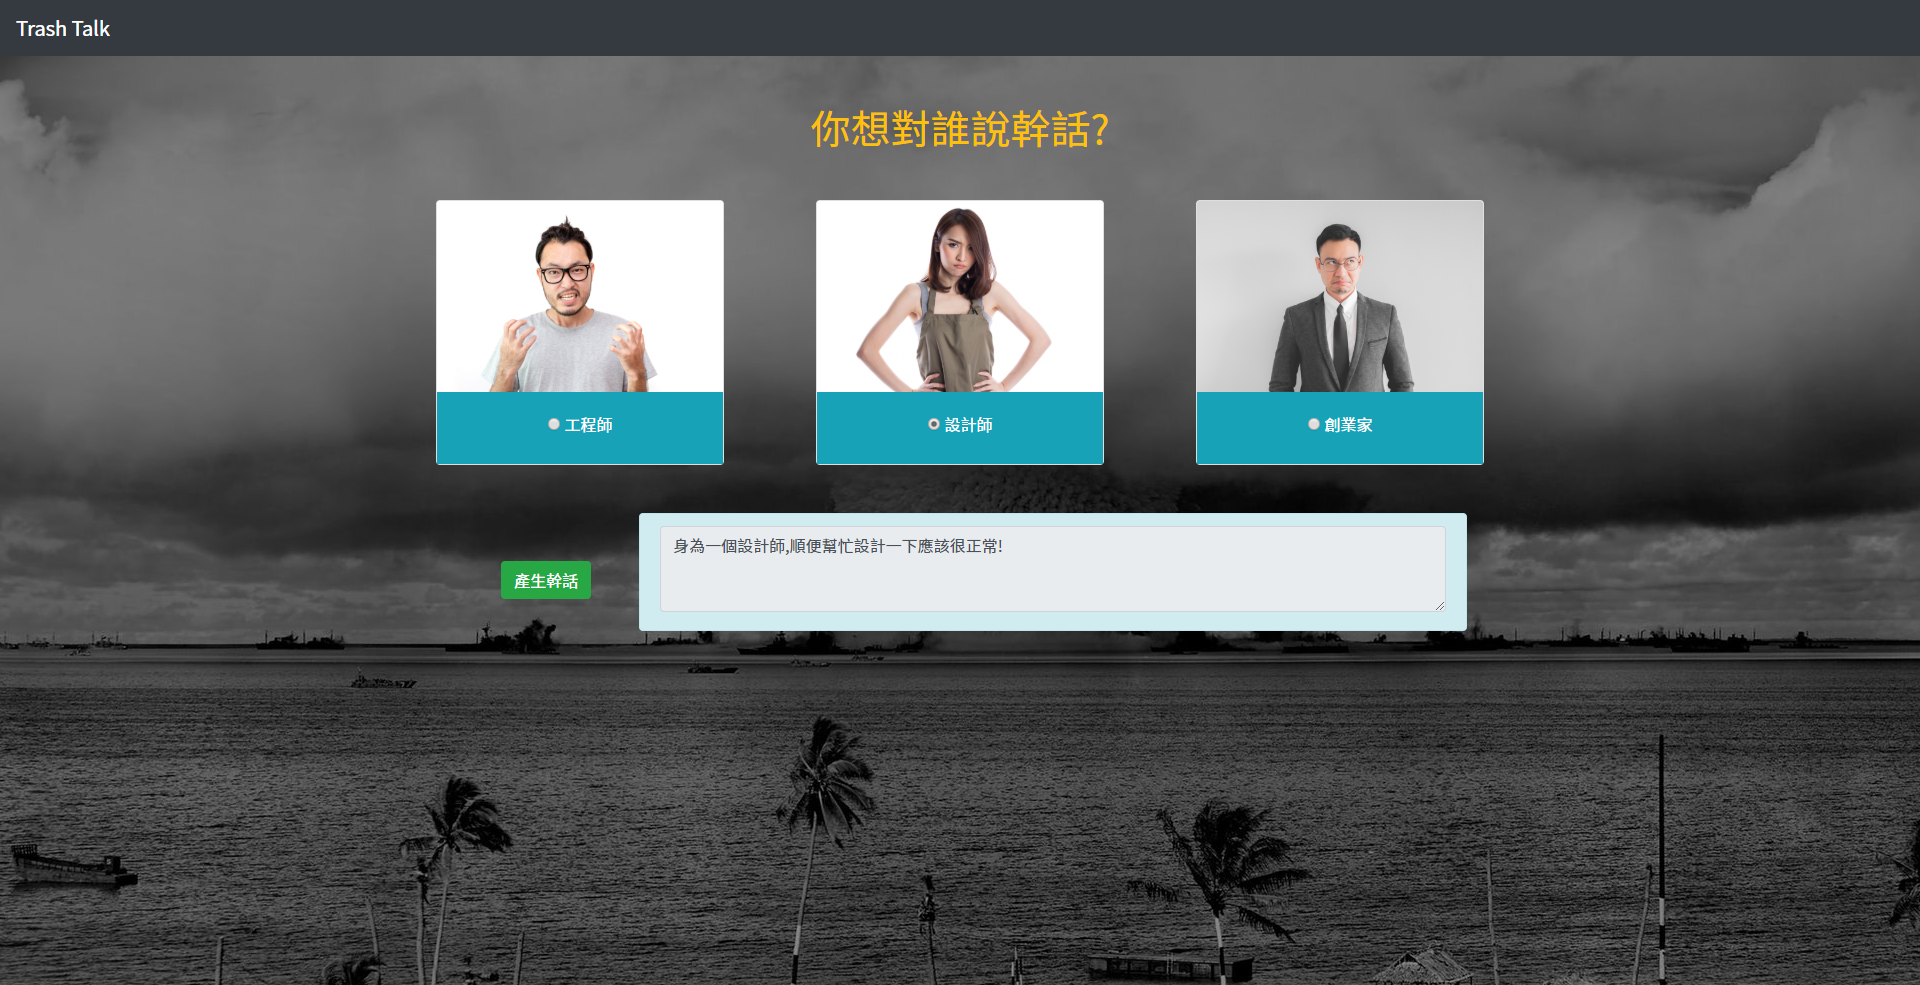 Trash Talk
你想對誰說幹話?
工程師
設計師
創業家
身為一個設計師,順便幫忙設計一下應該很正常!
產生幹話